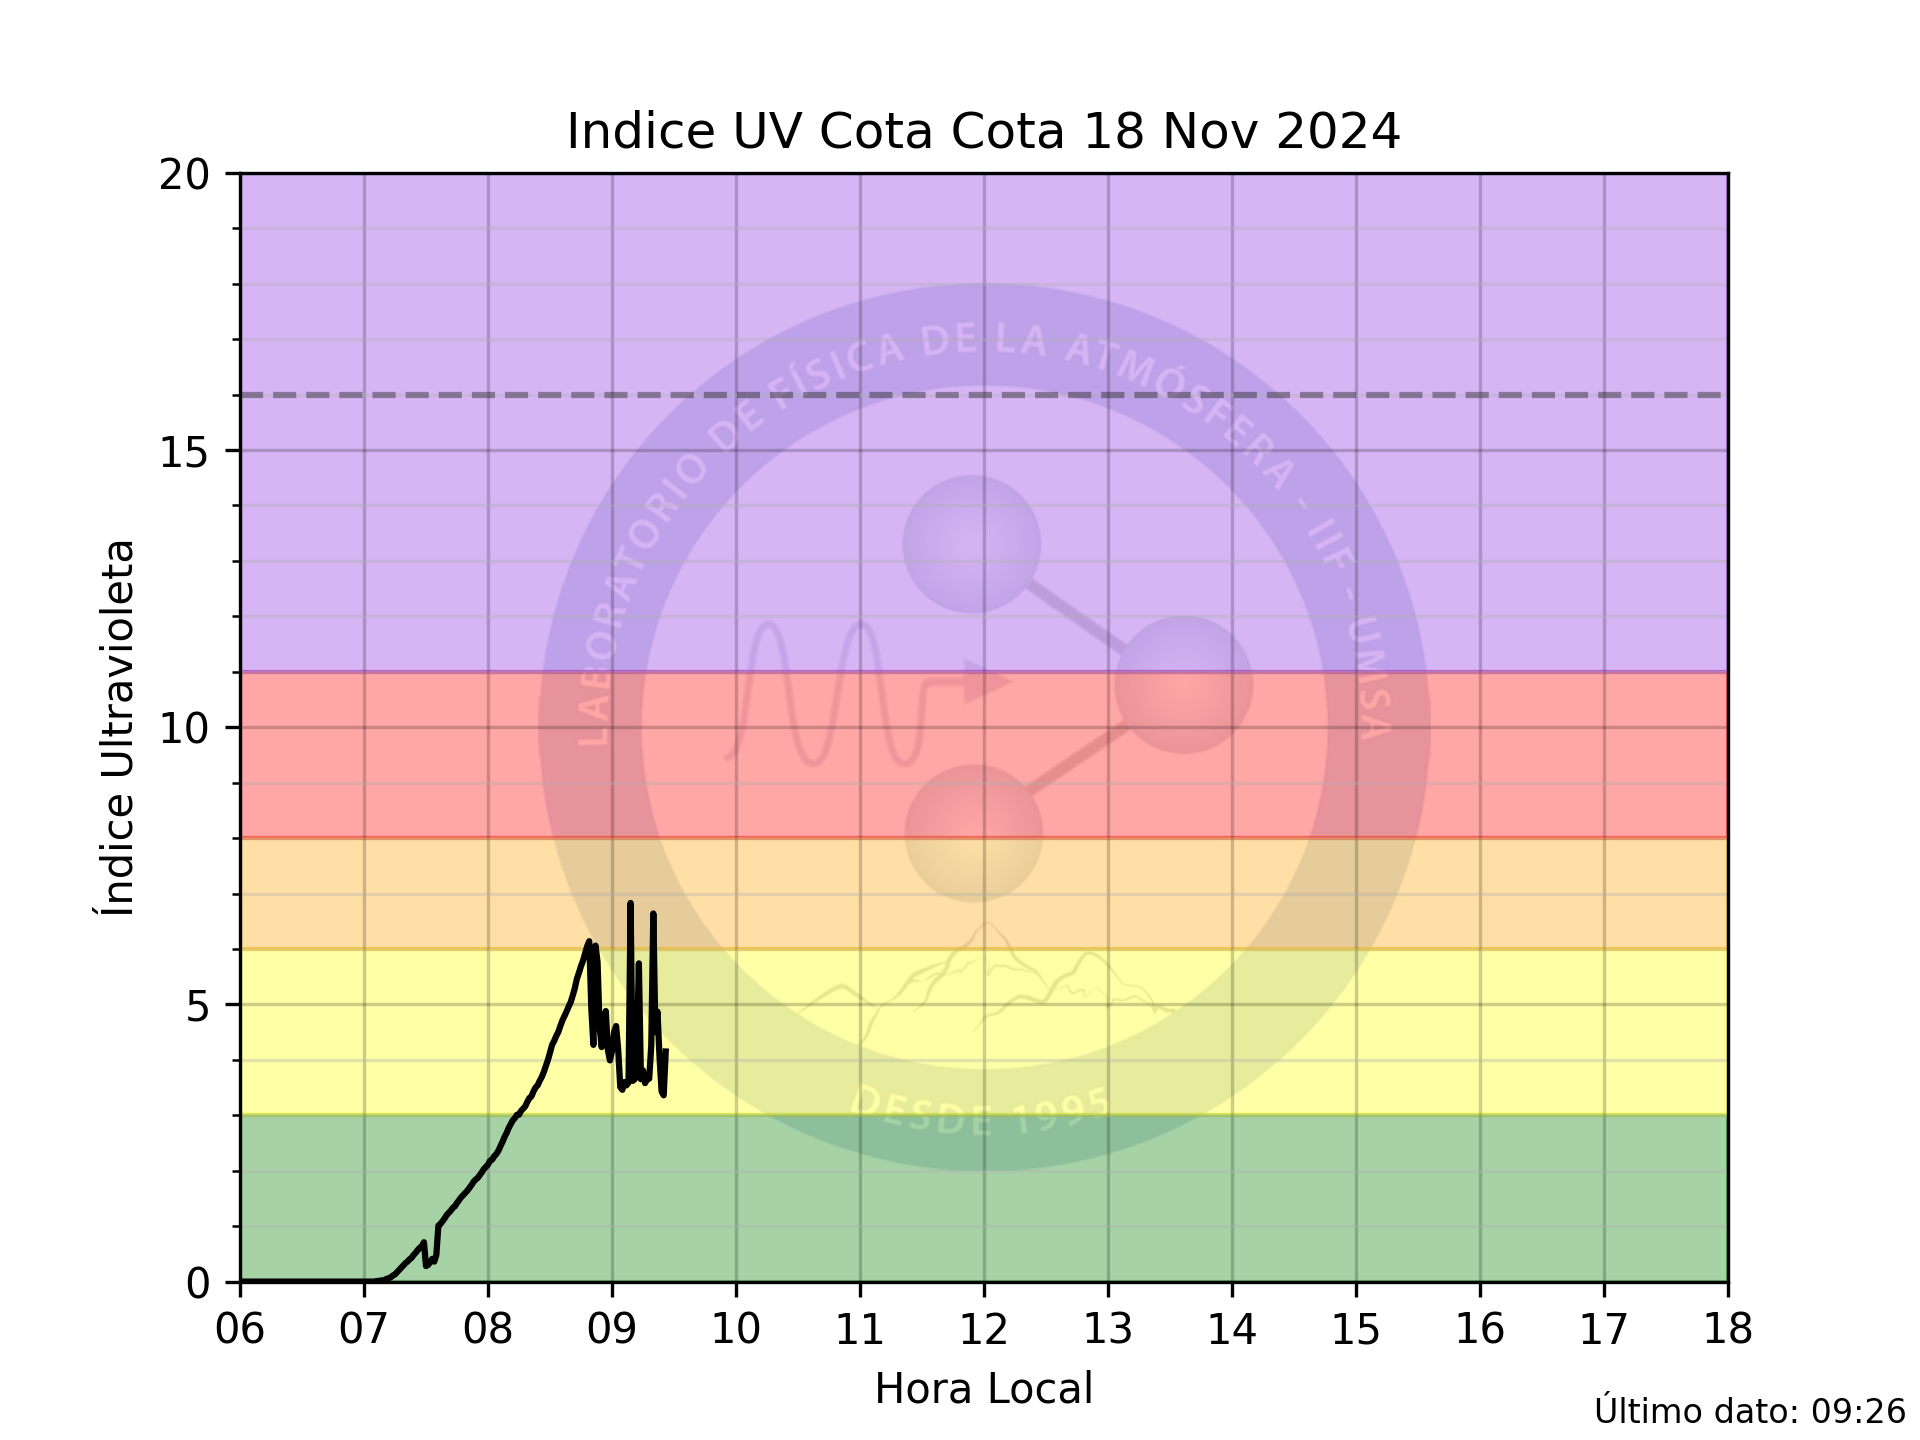 Indice UV Cota Cota 18 Nov 2024
20
15
10
5
0
Índice Ultravioleta
LABORATORIO DE FÍSICA DE LA ATMÓSFERA - IIF - UMSA
DESDE 1995
06 07 08 09 10 11 12 13 14 15 16 17 18
Hora Local
Último dato: 09:26